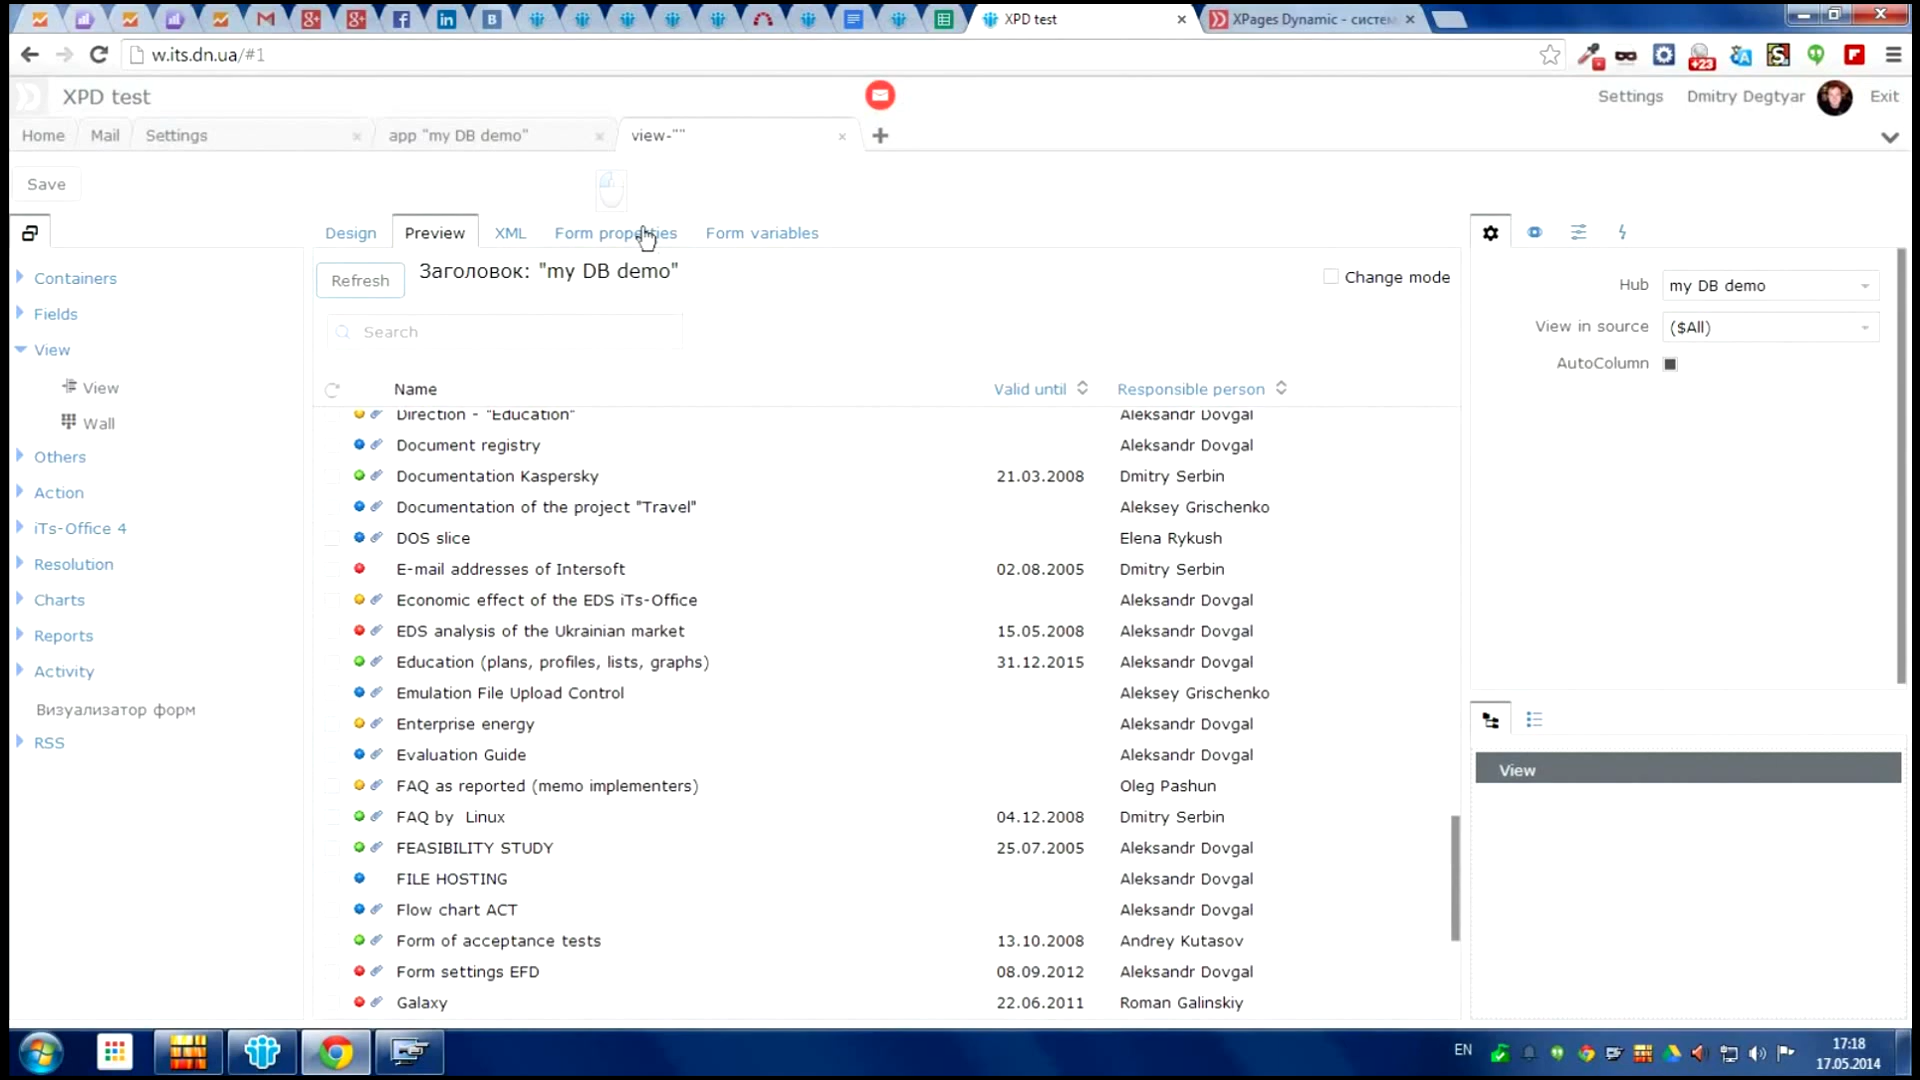 XPD test
XPages Dynamic - систем
w.its.dn.ua/#1
+23
XPD test
Settings
Dmitry Degtyar
Exit
Home
Mail
Settings
app "my DB demo"
view-""
Save
Design
Preview
XML
Form properties
Form variables
Refresh
Заголовок: "my DB demo"
Change mode
Search
Name
Valid until
Responsible person
Direction - "Education" Aleksandr Dovgal
Document registry Aleksandr Dovgal
Documentation Kaspersky 21.03.2008 Dmitry Serbin
Documentation of the project "Travel" Aleksey Grischenko
DOS slice Elena Rykush
E-mail addresses of Intersoft 02.08.2005 Dmitry Serbin
Economic effect of the EDS iTs-Office Aleksandr Dovgal
EDS analysis of the Ukrainian market 15.05.2008 Aleksandr Dovgal
Education (plans, profiles, lists, graphs) 31.12.2015 Aleksandr Dovgal
Emulation File Upload Control Aleksey Grischenko
Enterprise energy Aleksandr Dovgal
Evaluation Guide Aleksandr Dovgal
FAQ as reported (memo implementers) Oleg Pashun
FAQ by Linux 04.12.2008 Dmitry Serbin
FEASIBILITY STUDY 25.07.2005 Aleksandr Dovgal
FILE HOSTING Aleksandr Dovgal
Flow chart ACT Aleksandr Dovgal
Form of acceptance tests 13.10.2008 Andrey Kutasov
Form settings EFD 08.09.2012 Aleksandr Dovgal
Galaxy 22.06.2011 Roman Galinskiy
Containers
Fields
View
View
Wall
Others
Action
iTs-Office 4
Resolution
Charts
Reports
Activity
Визуализатор форм
RSS
Hub my DB demo
View in source ($All)
AutoColumn
View
EN
17:18
17.05.2014